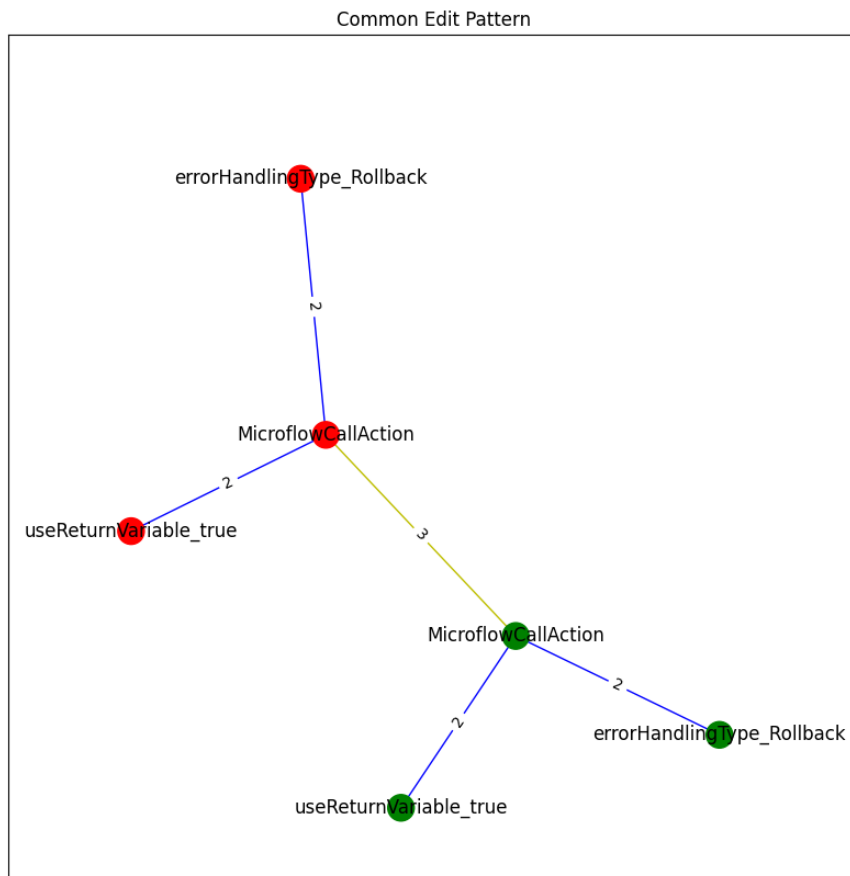 Common Edit Pattern
errorHandlingType_Rollback
2
MicroflowCallAction
2
useReturnVariable_true
3
MicroflowCallAction
2
2
errorHandlingType_Rollback
useReturnVariable_true